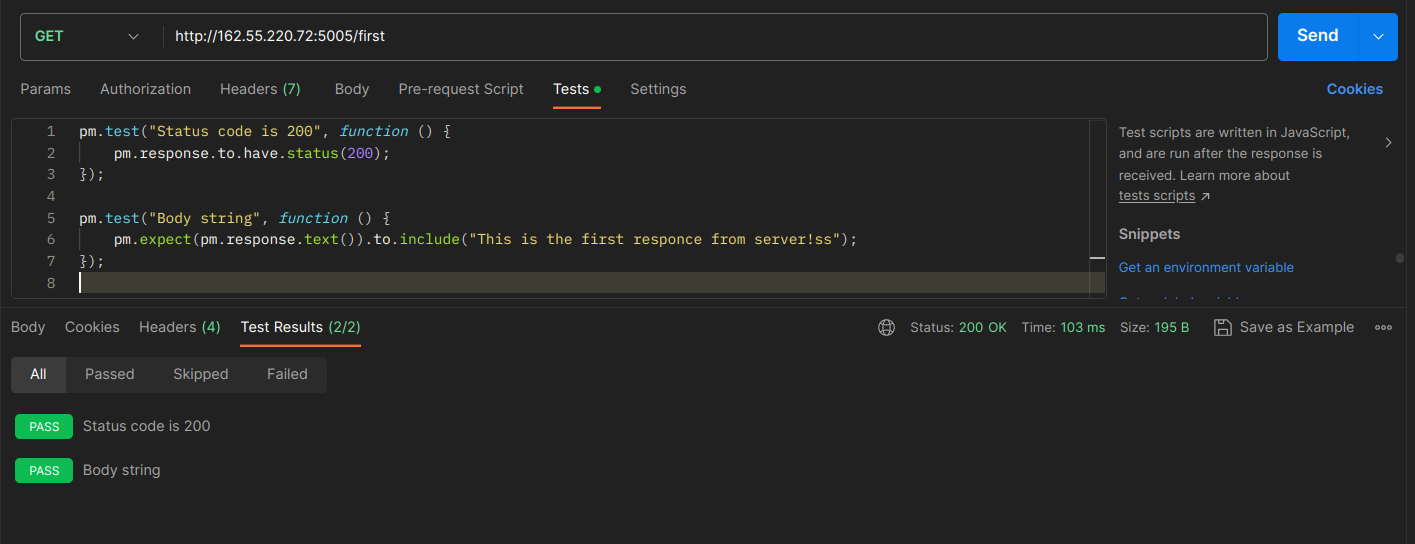 GET http://162.55.220.72:5005/first Send
Params Authorization Headers (7) Body Pre-request Script Tests Settings Cookies
1 pm.test("Status code is 200", function () {
2 pm.response.to.have.status(200);
3 });
4
5 pm.test("Body string", function () {
6 pm.expect(pm.response.text()).to.include("This is the first responce from server!ss");
7 });
8
Test scripts are written in JavaScript,
and are run after the response is
received. Learn more about
tests scripts ↗
Snippets
Get an environment variable
Body Cookies Headers (4) Test Results (2/2) Status: 200 OK Time: 103 ms Size: 195 B Save as Example
All Passed Skipped Failed
PASS Status code is 200
PASS Body string